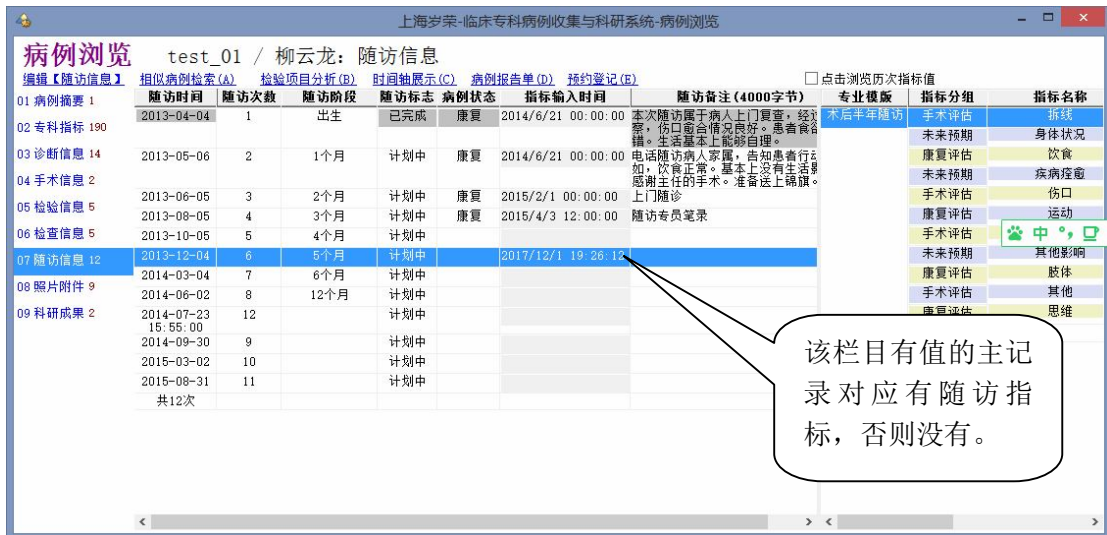 上海岁荣-临床专科病例收集与科研系统-病例浏览
病例浏览 test_01 / 柳云龙: 随访信息
编辑【随访信息】 相似病例检索(A) 检验项目分析(B) 时间轴展示(C) 病例报告单(D) 预约登记(E) 点击浏览历次指标值
01 病例摘要 1
02 专科指标 190
03 诊断信息 14
04 手术信息 2
05 检验信息 5
06 检查信息 5
07 随访信息 12
08 照片附件 9
09 科研成果 2
随访时间 随访次数 随访阶段 随访标志 病例状态 指标输入时间 随访备注(4000字节)
2013-04-04 1 出生 已完成 康复 2014/6/21 00:00:00 本次随访属于病人上门复查，经过
察，伤口愈合情况良好。患者食欲
错。生活基本上能够自理。
2013-05-06 2 1个月 计划中 康复 2014/6/21 00:00:00 电话随访病人家属，告知患者行动
如，饮食正常。基本上没有生活影
感谢主任的手术。准备送上锦旗。
2013-06-05 3 2个月 计划中 康复 2015/2/1 00:00:00 上门随诊
2013-08-05 4 3个月 计划中 康复 2015/4/3 12:00:00 随访专员笔录
2013-10-05 5 4个月 计划中
2013-12-04 6 5个月 计划中 2017/12/1 19:26:12
2014-03-04 7 6个月 计划中
2014-06-02 8 12个月 计划中
2014-07-23 12 计划中
15:55:00
2014-09-30 9 计划中
2015-03-02 10 计划中
2015-08-31 11 计划中
共12次
专业模版 指标分组 指标名称
术后半年随访 手术评估 拆线
未来预期 身体状况
康复评估 饮食
未来预期 疾病痊愈
手术评估 伤口
康复评估 运动
手术评估
未来预期 其他影响
康复评估 肢体
手术评估 其他
康复评估 思维
中
该栏目有值的主记
录对应有随访指
标，否则没有。